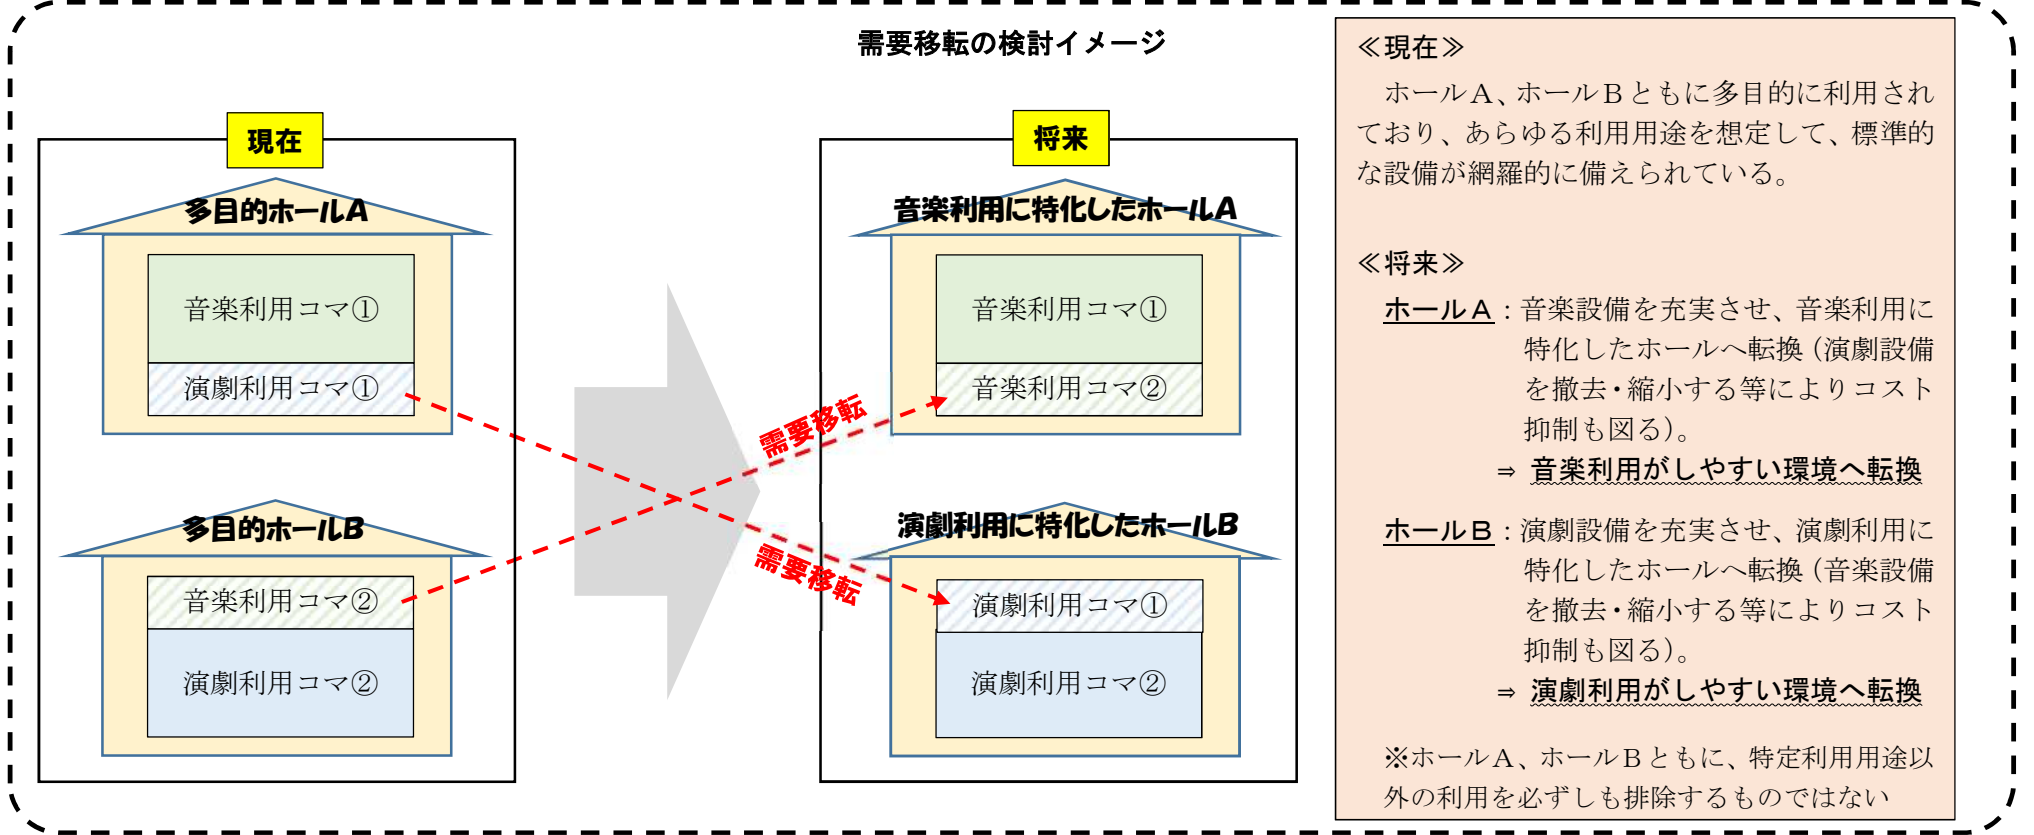 需要移転の検討イメージ
現在
多目的ホールA
音楽利用コマ①
演劇利用コマ①
多目的ホールB
音楽利用コマ②
演劇利用コマ②
需要移転
需要移転
将来
音楽利用に特化したホールA
音楽利用コマ①
音楽利用コマ②
演劇利用に特化したホールB
演劇利用コマ①
演劇利用コマ②
≪現在≫
ホールA、ホールBともに多目的に利用され
ており、あらゆる利用用途を想定して、標準的
な設備が網羅的に備えられている。
≪将来≫
ホールA：音楽設備を充実させ、音楽利用に
特化したホールへ転換（演劇設備
を撤去・縮小する等によりコスト
抑制も図る）。
⇒ 音楽利用がしやすい環境へ転換
ホールB：演劇設備を充実させ、演劇利用に
特化したホールへ転換（音楽設備
を撤去・縮小する等によりコスト
抑制も図る）。
⇒ 演劇利用がしやすい環境へ転換
※ホールA、ホールBともに、特定利用用途以
外の利用を必ずしも排除するものではない